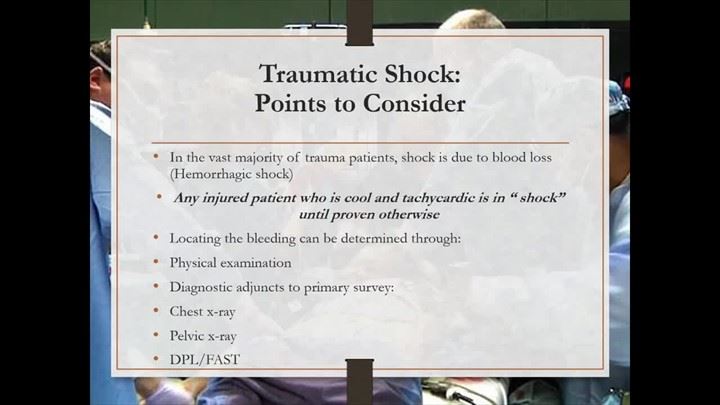 Traumatic Shock:
Points to Consider
• In the vast majority of trauma patients, shock is due to blood loss
(Hemorrhagic shock)
• Any injured patient who is cool and tachycardic is in “ shock”
until proven otherwise
• Locating the bleeding can be determined through:
• Physical examination
• Diagnostic adjuncts to primary survey:
• Chest x-ray
• Pelvic x-ray
• DPL/FAST